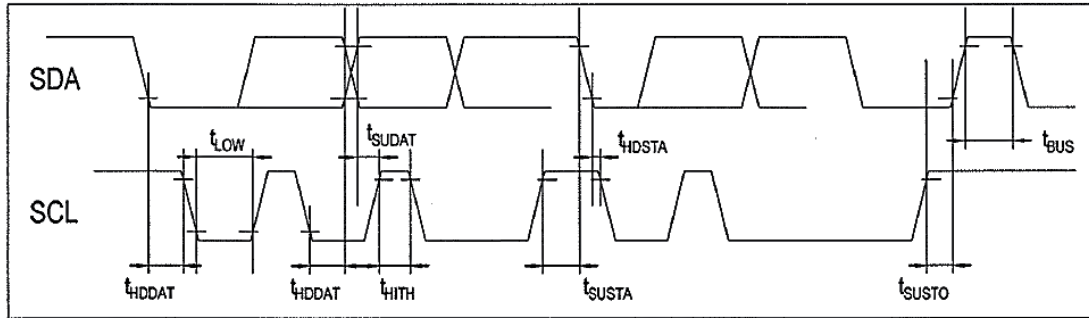 SDA
tLOW
tSUDAT
tHDSTA
tBUS
SCL
tHDDAT
tHDDAT
tHITH
tSUSTA
tSUSTO